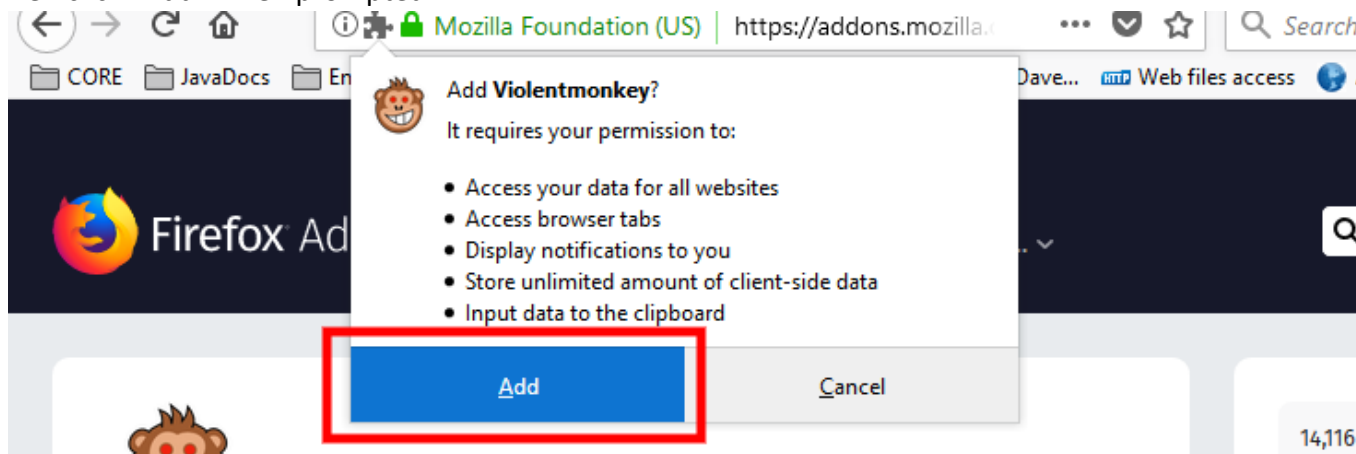 Mozilla Foundation (US) https://addons.mozilla. Search
CORE JavaDocs En Dave... Web files access
Add Violentmonkey?
It requires your permission to:
• Access your data for all websites
• Access browser tabs
• Display notifications to you
• Store unlimited amount of client-side data
• Input data to the clipboard
Firefox Ad
Add Cancel
14,116